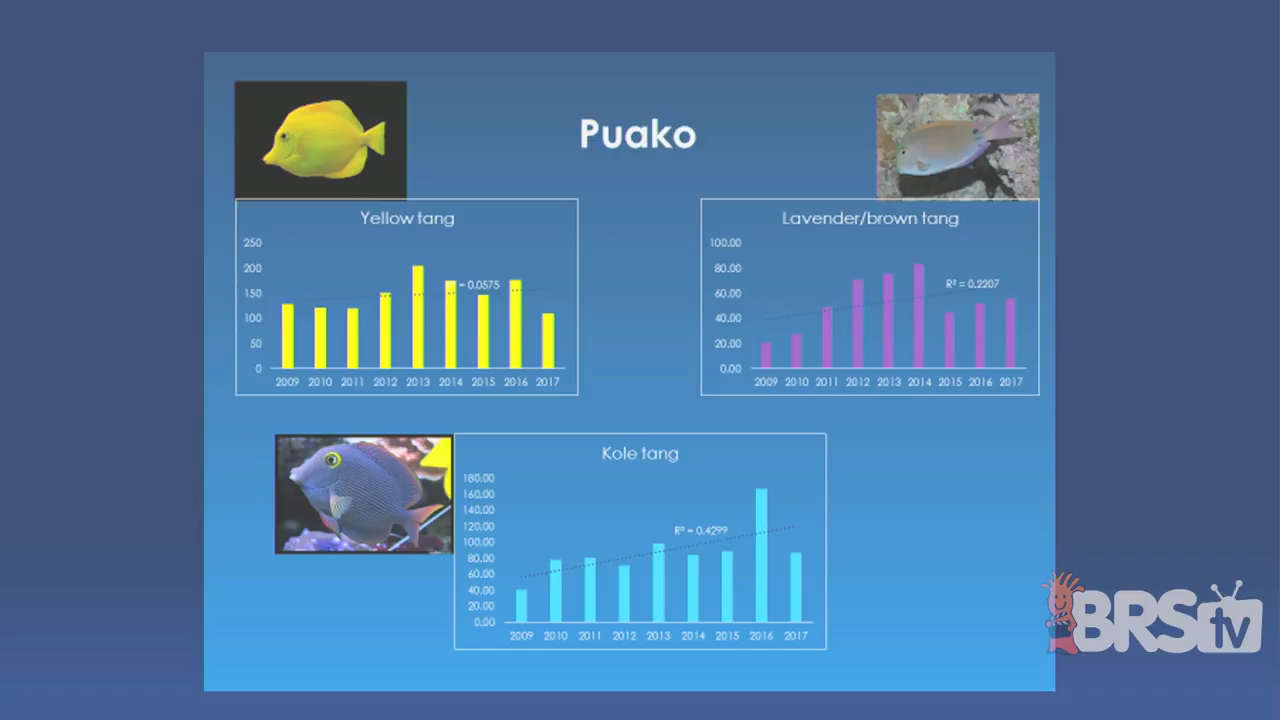 Puako
Yellow tang
250
200
150
100
50
0
= 0.0575
2009 2010 2011 2012 2013 2014 2015 2016 2017
Lavender/brown tang
100.00
80.00
60.00
40.00
20.00
0.00
R² = 0.2207
2009 2010 2011 2012 2013 2014 2015 2016 2017
Kole tang
180.00
160.00
140.00
120.00
100.00
80.00
60.00
40.00
20.00
0.00
R² = 0.4299
2009 2010 2011 2012 2013 2014 2015 2016 2017
BRS tv